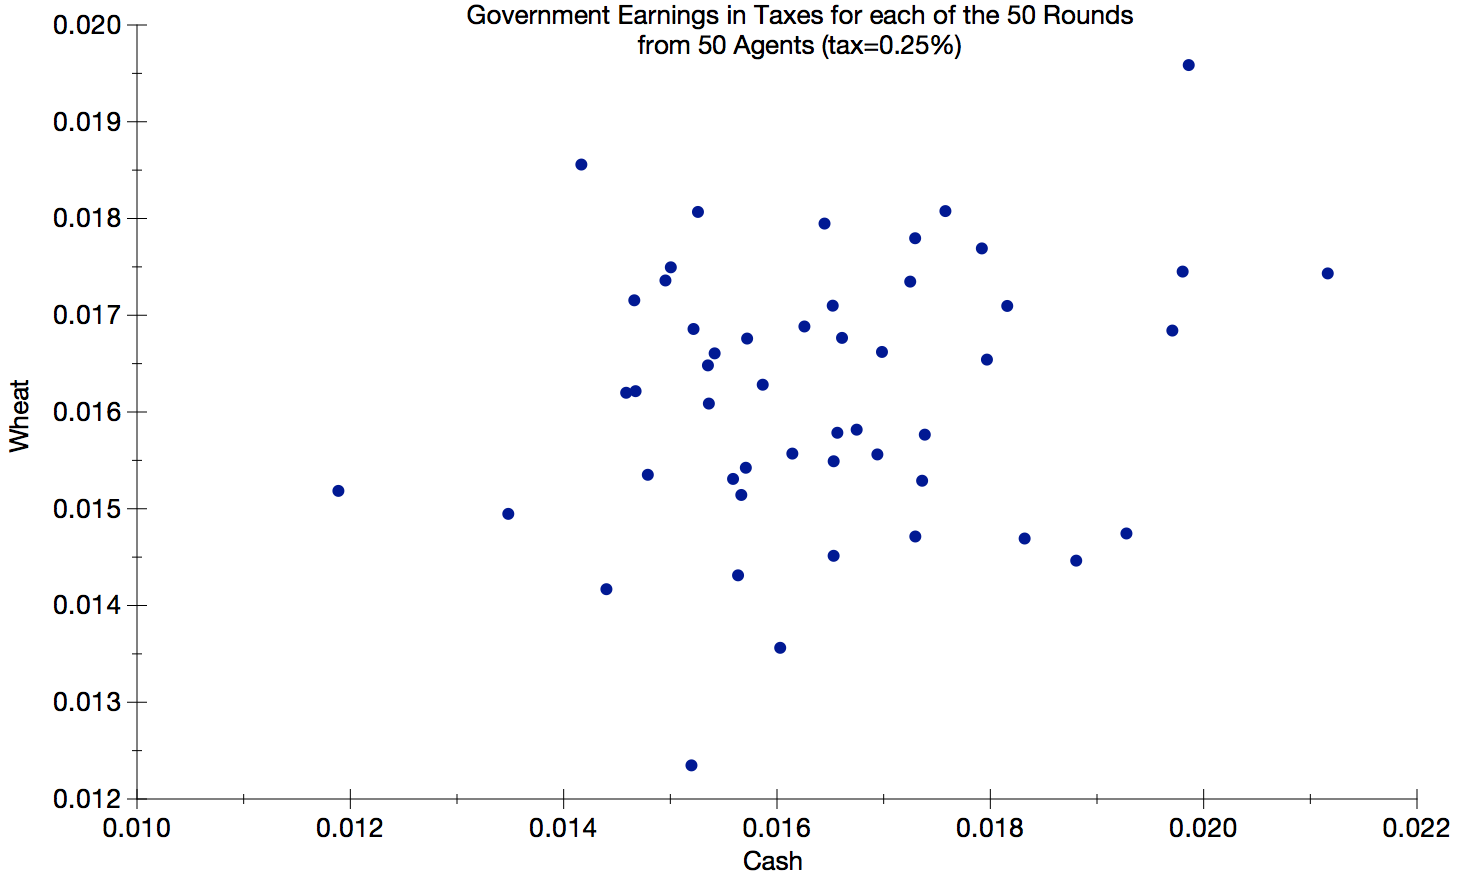 Government Earnings in Taxes for each of the 50 Rounds
from 50 Agents (tax=0.25%)
0.020
0.019
0.018
0.017
0.016
0.015
0.014
0.013
0.012
Wheat
0.010 0.012 0.014 0.016 0.018 0.020 0.022
Cash